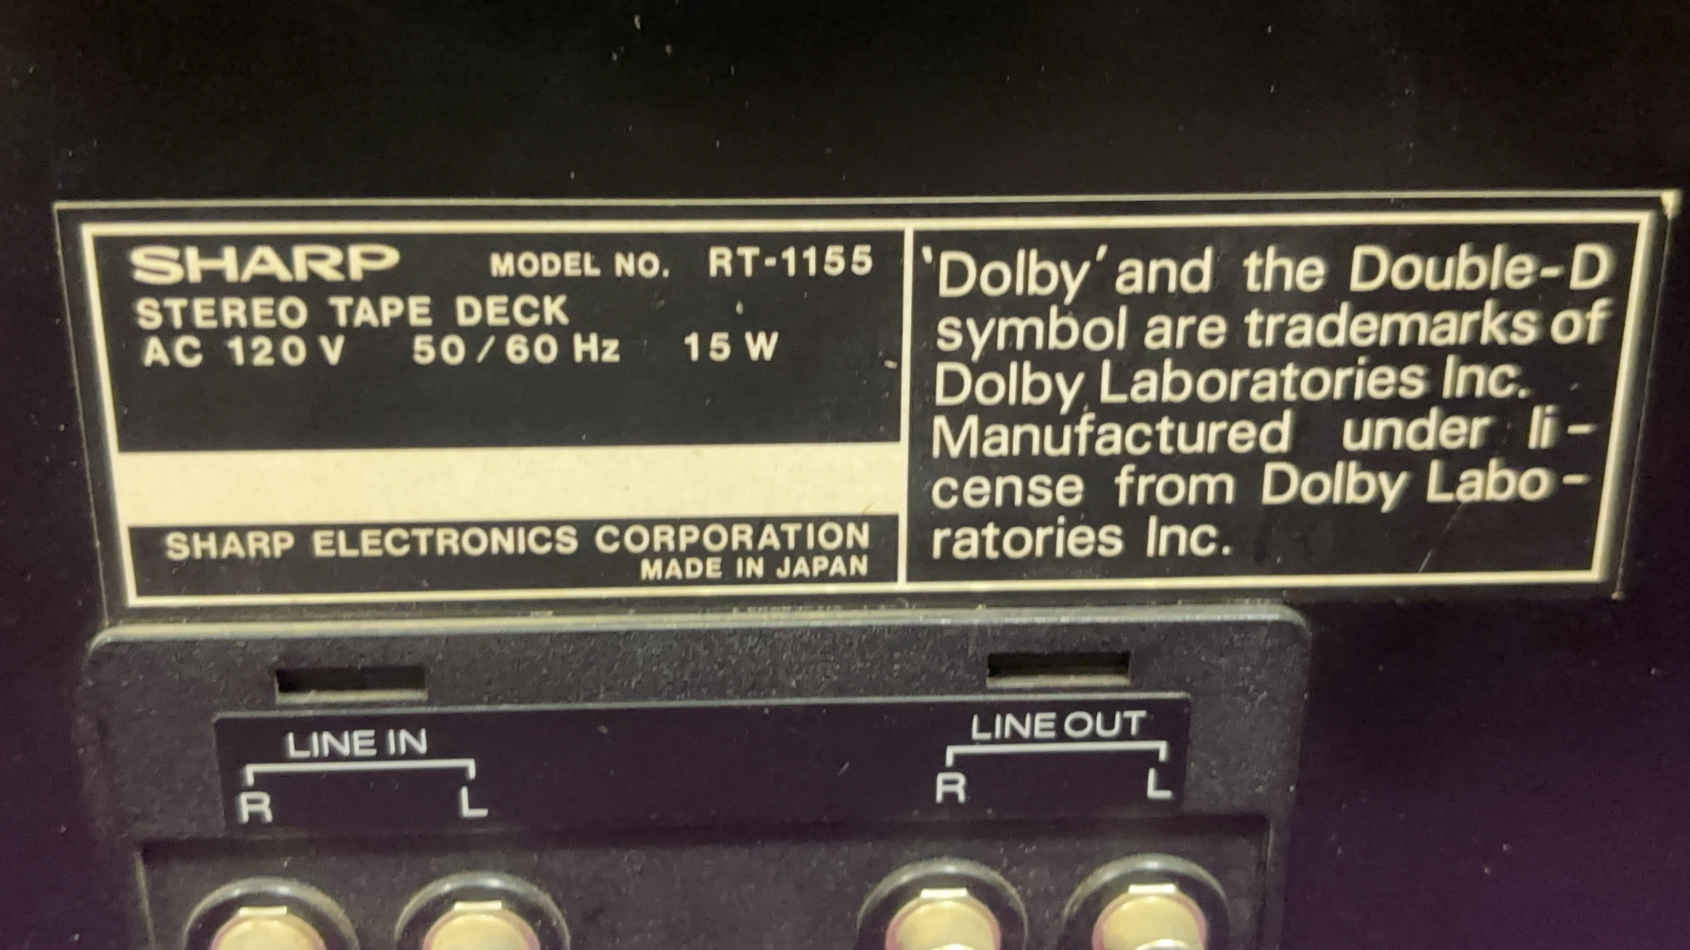 SHARP MODEL NO. RT-1155
STEREO TAPE DECK
AC 120 V 50/60 Hz 15 W
SHARP ELECTRONICS CORPORATION
MADE IN JAPAN
'Dolby' and the Double-D
symbol are trademarks of
Dolby Laboratories Inc.
Manufactured under li-
cense from Dolby Labo-
ratories Inc.
LINE IN
R L
LINE OUT
R L